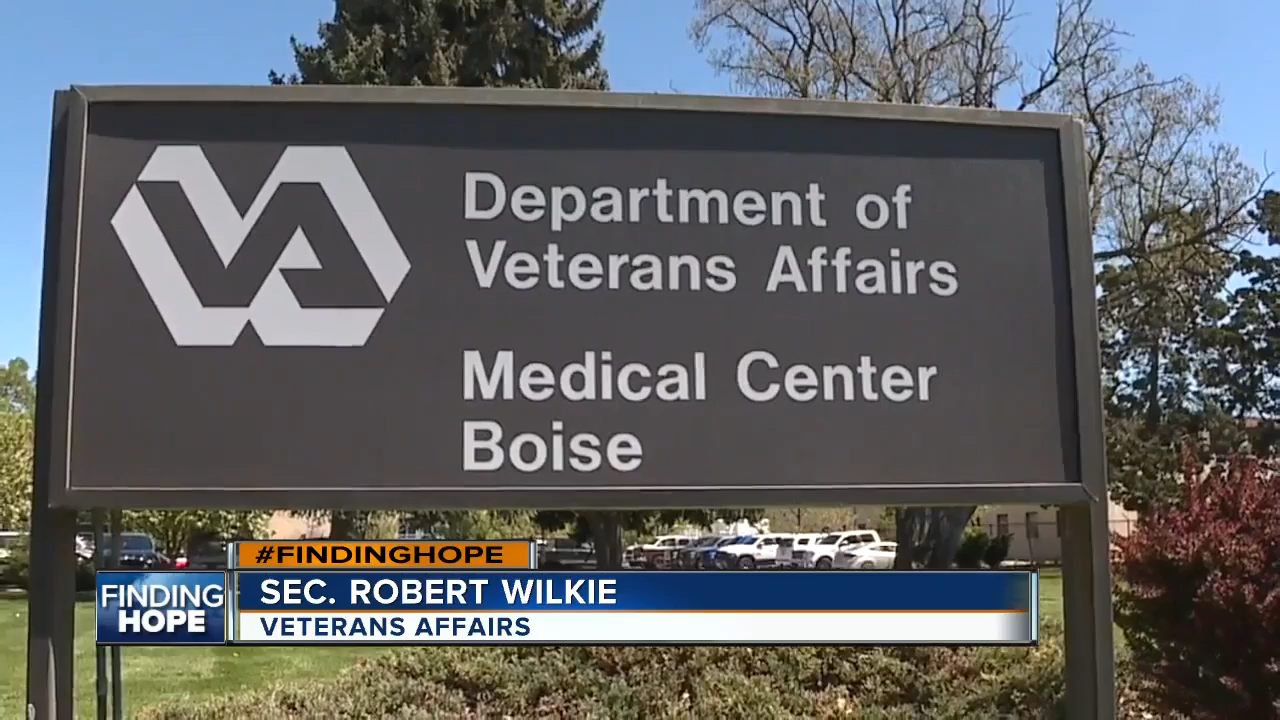 VA
Department of
Veterans Affairs
Medical Center
Boise
#FINDINGHOPE
FINDING
HOPE
SEC. ROBERT WILKIE
VETERANS AFFAIRS